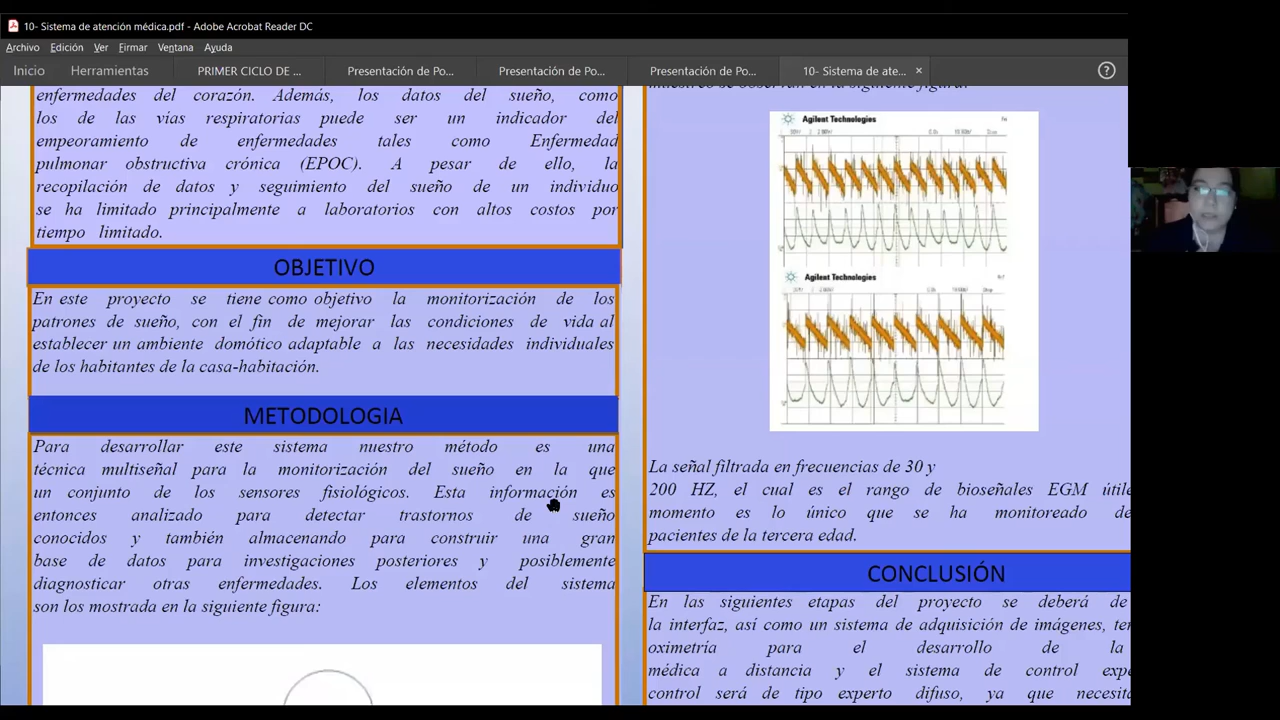 10- Sistema de atención médica.pdf - Adobe Acrobat Reader DC
Archivo Edición Ver Firmar Ventana Ayuda
Inicio Herramientas PRIMER CICLO DE ... Presentación de Po... Presentación de Po... Presentación de Po... 10- Sistema de ate... × ?
enfermedades del corazón. Además, los datos del sueño, como
los de las vías respiratorias puede ser un indicador del
empeoramiento de enfermedades tales como Enfermedad
pulmonar obstructiva crónica (EPOC). A pesar de ello, la
recopilación de datos y seguimiento del sueño de un individuo
se ha limitado principalmente a laboratorios con altos costos por
tiempo limitado.
OBJETIVO
En este proyecto se tiene como objetivo la monitorización de los
patrones de sueño, con el fin de mejorar las condiciones de vida al
establecer un ambiente domótico adaptable a las necesidades individuales
de los habitantes de la casa-habitación.
METODOLOGIA
Para desarrollar este sistema nuestro método es una
técnica multiseñal para la monitorización del sueño en la que
un conjunto de los sensores fisiológicos. Esta información es
entonces analizado para detectar trastornos de sueño
conocidos y también almacenando para construir una gran
base de datos para investigaciones posteriores y posiblemente
diagnosticar otras enfermedades. Los elementos del sistema
son los mostrada en la siguiente figura:
muestreo se observan en la siguiente figura:
Agilent Technologies
Agilent Technologies
La señal filtrada en frecuencias de 30 y
200 HZ, el cual es el rango de bioseñales EGM útile
momento es lo único que se ha monitoreado de
pacientes de la tercera edad.
CONCLUSIÓN
En las siguientes etapas del proyecto se deberá de
la interfaz, así como un sistema de adquisición de imágenes, ter
oximetría para el desarrollo de la
médica a distancia y el sistema de control expe
control será de tipo experto difuso, ya que necesita